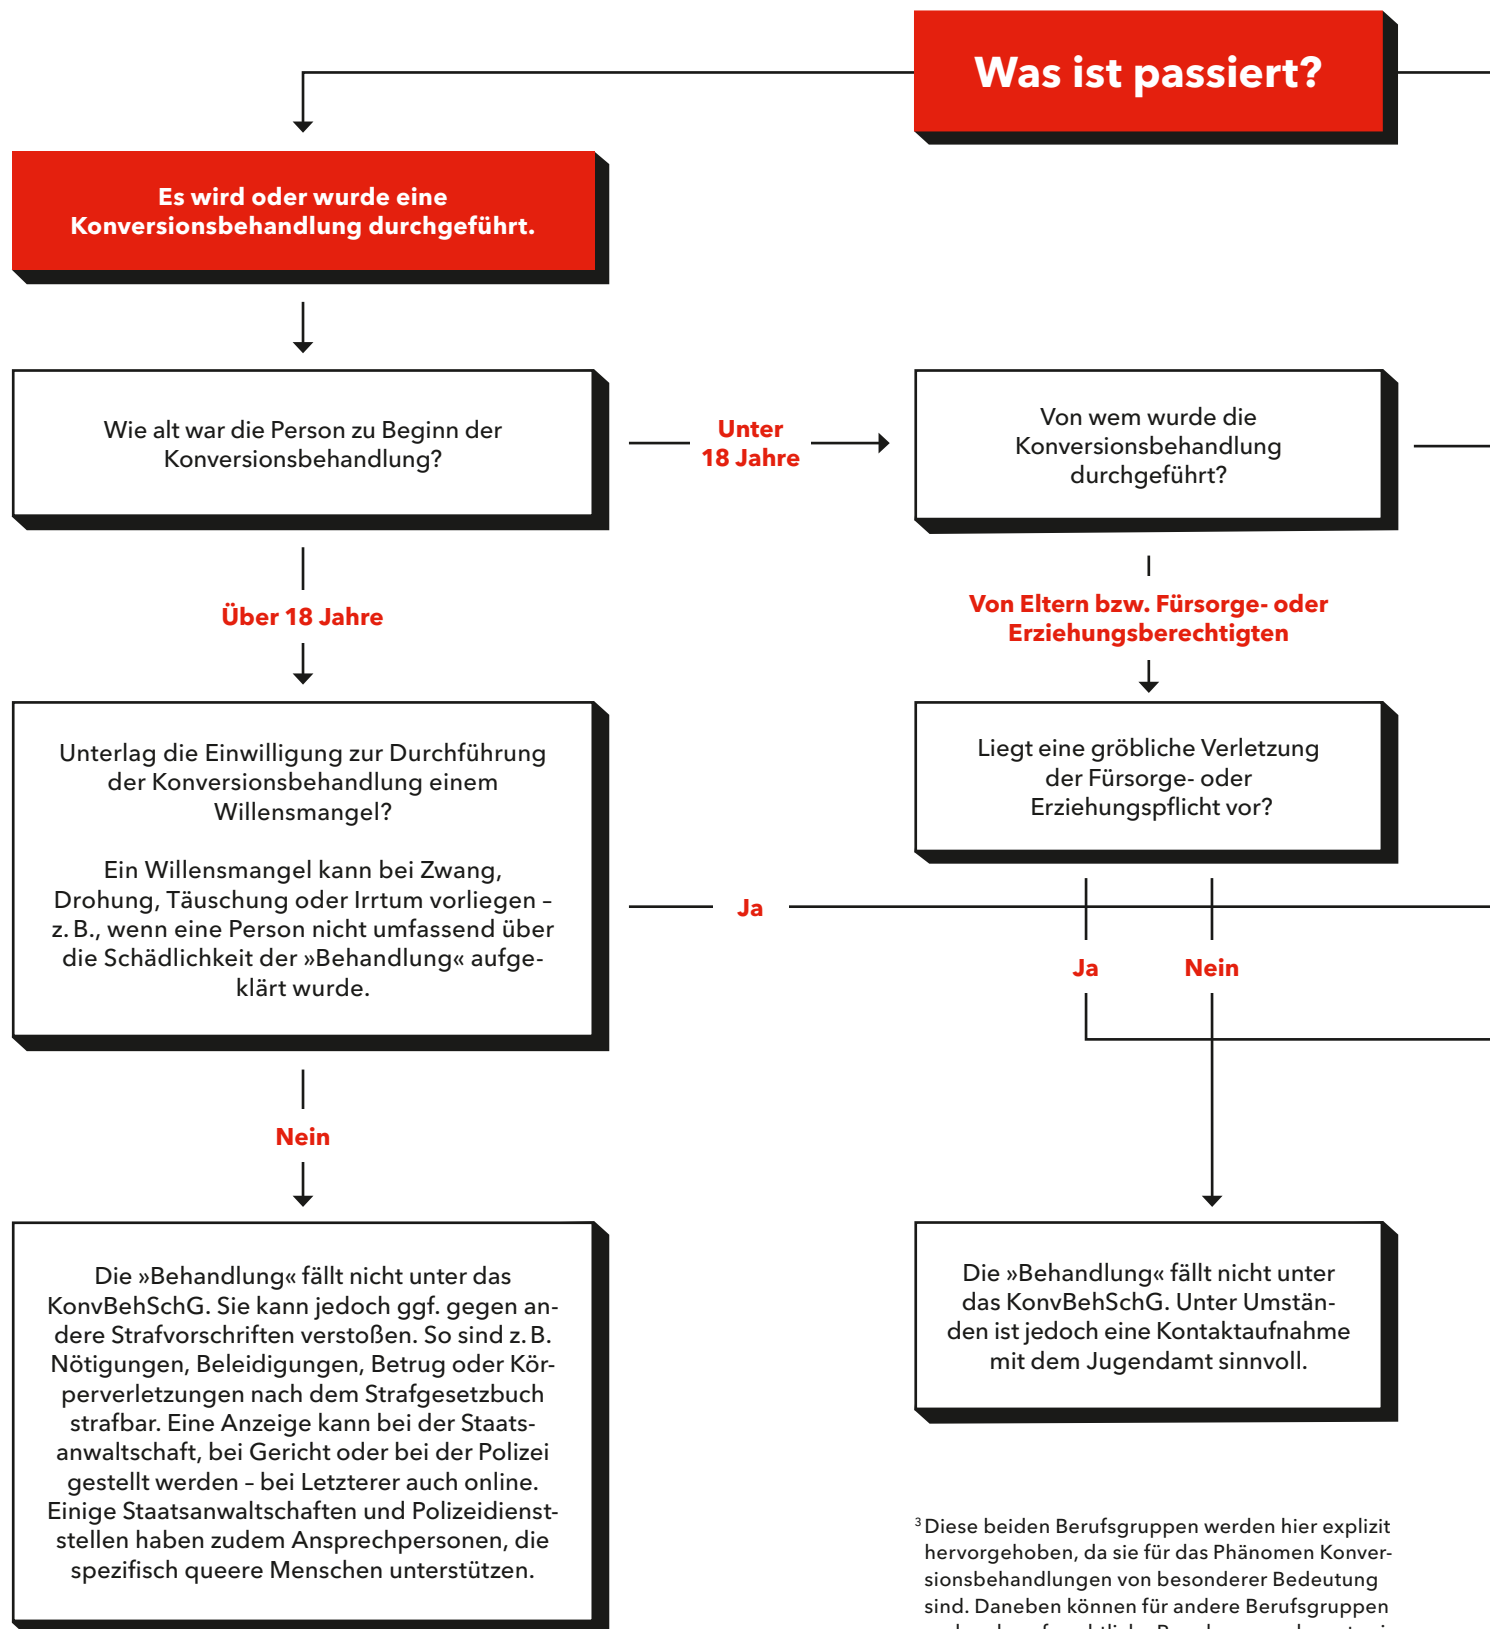 Was ist passiert?
Es wird oder wurde eine
Konversionsbehandlung durchgeführt.
Wie alt war die Person zu Beginn der
Konversionsbehandlung?
Unter
18 Jahre
Von wem wurde die
Konversionsbehandlung
durchgeführt?
Über 18 Jahre
Von Eltern bzw. Fürsorge- oder
Erziehungsberechtigten
Unterlag die Einwilligung zur Durchführung
der Konversionsbehandlung einem
Willensmangel?
Ein Willensmangel kann bei Zwang,
Drohung, Täuschung oder Irrtum vorliegen –
z. B., wenn eine Person nicht umfassend über
die Schädlichkeit der »Behandlung« aufge-
klärt wurde.
Ja
Liegt eine gröbliche Verletzung
der Fürsorge- oder
Erziehungspflicht vor?
Ja
Nein
Nein
Die »Behandlung« fällt nicht unter das
KonvBehSchG. Sie kann jedoch ggf. gegen an-
dere Strafvorschriften verstoßen. So sind z. B.
Nötigungen, Beleidigungen, Betrug oder Kör-
perverletzungen nach dem Strafgesetzbuch
strafbar. Eine Anzeige kann bei der Staats-
anwaltschaft, bei Gericht oder bei der Polizei
gestellt werden – bei Letzterer auch online.
Einige Staatsanwaltschaften und Polizeidienst-
stellen haben zudem Ansprechpersonen, die
spezifisch queere Menschen unterstützen.
Die »Behandlung« fällt nicht unter
das KonvBehSchG. Unter Umstän-
den ist jedoch eine Kontaktaufnahme
mit dem Jugendamt sinnvoll.
³ Diese beiden Berufsgruppen werden hier explizit
hervorgehoben, da sie für das Phänomen Konver-
sionsbehandlungen von besonderer Bedeutung
sind. Daneben können für andere Berufsgruppen